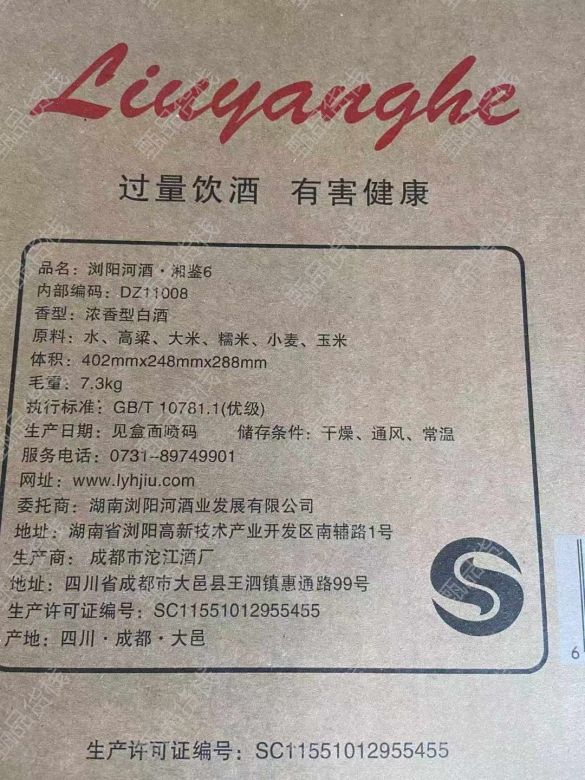 Liuyanghe
过量饮酒 有害健康
品名：浏阳河酒·湘鉴6
内部编码：DZ11008
香型：浓香型白酒
原料：水、高粱、大米、糯米、小麦、玉米
体积：402mmx248mmx288mm
毛重：7.3kg
执行标准：GB/T 10781.1(优级)
生产日期：见盒面喷码 储存条件：干燥、通风、常温
服务电话：0731--89749901
网址：www.lyhjiu.com
委托商：湖南浏阳河酒业发展有限公司
地址：湖南省浏阳高新技术产业开发区南辅路1号
生产商：成都市沱江酒厂
地址：四川省成都市大邑县王泗镇惠通路99号
生产许可证编号：SC11551012955455
产地：四川·成都·大邑
6
生产许可证编号：SC11551012955455